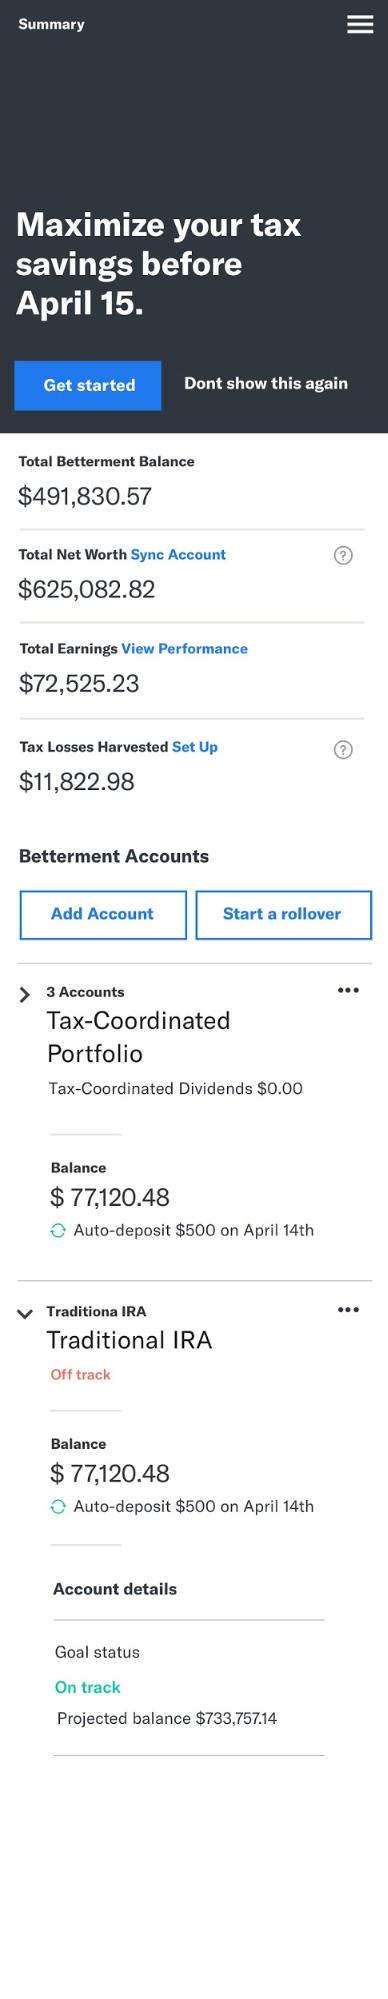 Summary
Maximize your tax
savings before
April 15.
Get started
Dont show this again
Total Betterment Balance
$491,830.57
Total Net Worth Sync Account
?
$625,082.82
Total Earnings View Performance
$72,525.23
Tax Losses Harvested Set Up
?
$11,822.98
Betterment Accounts
Add Account
Start a rollover
3 Accounts
Tax-Coordinated
Portfolio
Tax-Coordinated Dividends $0.00
Balance
$ 77,120.48
Auto-deposit $500 on April 14th
Traditiona IRA
Traditional IRA
Off track
Balance
$ 77,120.48
Auto-deposit $500 on April 14th
Account details
Goal status
On track
Projected balance $733,757.14